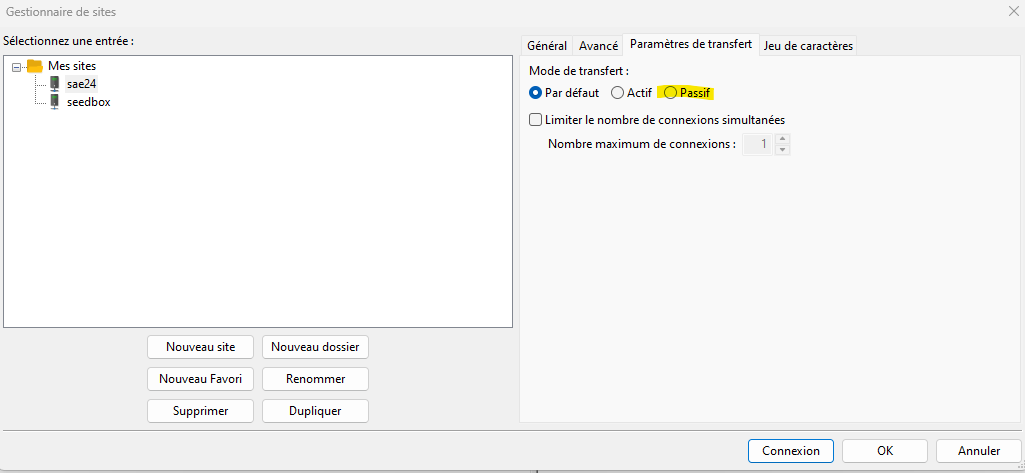 Gestionnaire de sites
Sélectionnez une entrée :
Mes sites
sae24
seedbox
Nouveau site
Nouveau dossier
Nouveau Favori
Renommer
Supprimer
Dupliquer
Général
Avancé
Paramètres de transfert
Jeu de caractères
Mode de transfert :
Par défaut
Actif
Passif
Limiter le nombre de connexions simultanées
Nombre maximum de connexions :
1
Connexion
OK
Annuler